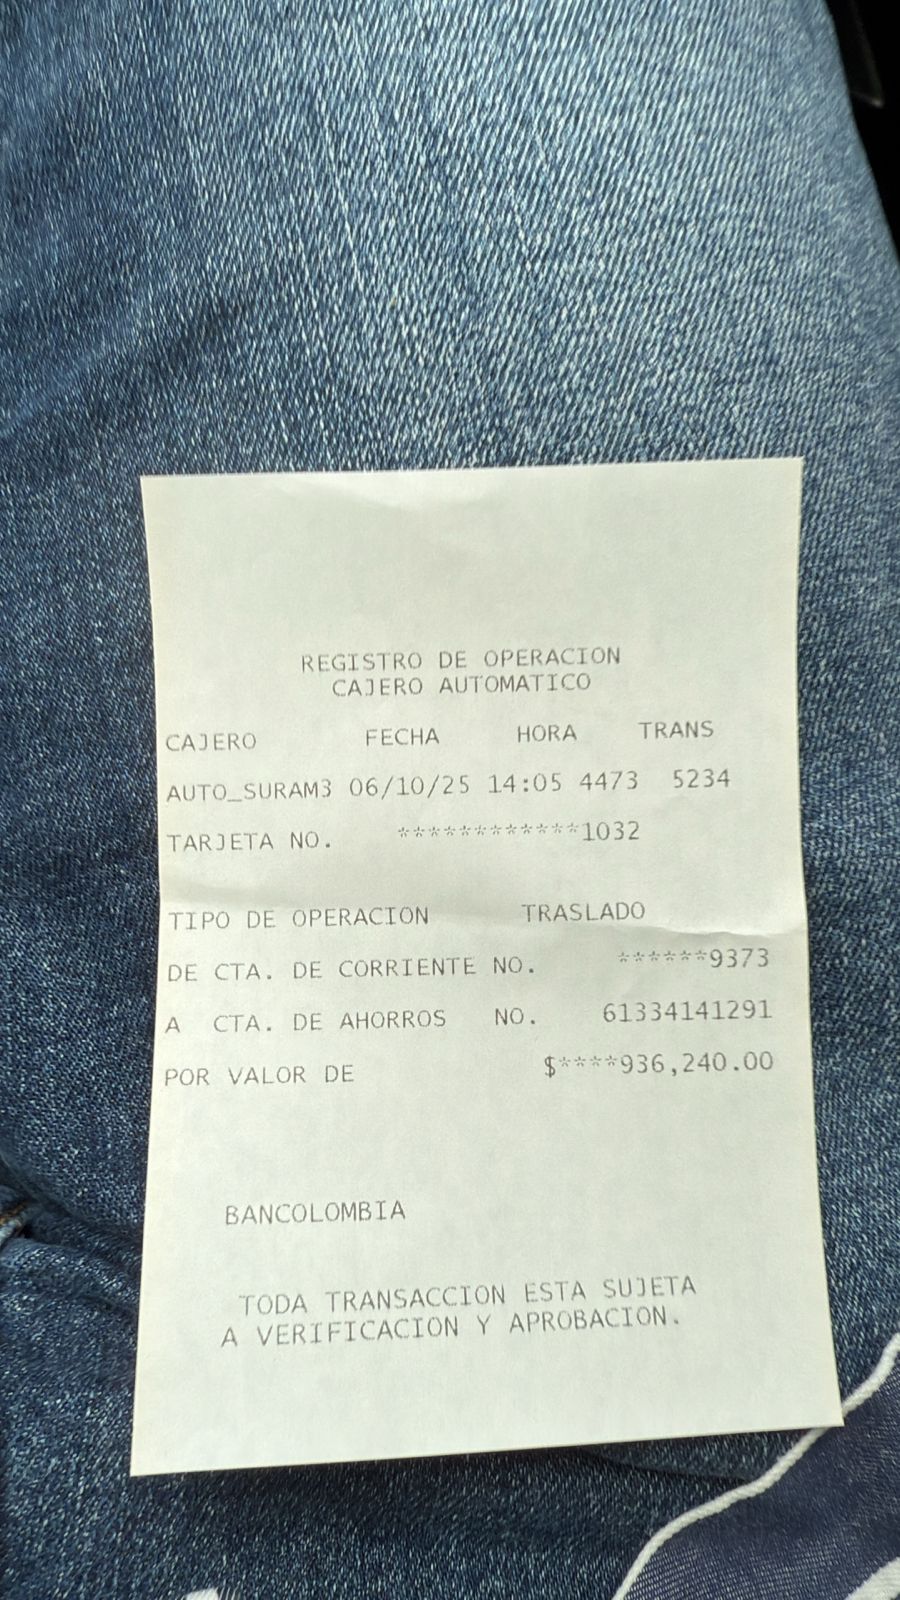 REGISTRO DE OPERACION
CAJERO AUTOMATICO
CAJERO FECHA HORA TRANS
AUTO_SURAM3 06/10/25 14:05 4473 5234
TARJETA NO. ************1032
TIPO DE OPERACION TRASLADO
DE CTA. DE CORRIENTE NO. ******9373
A CTA. DE AHORROS NO. 61334141291
POR VALOR DE $****936,240.00
BANCOLOMBIA
TODA TRANSACCION ESTA SUJETA
A VERIFICACION Y APROBACION.